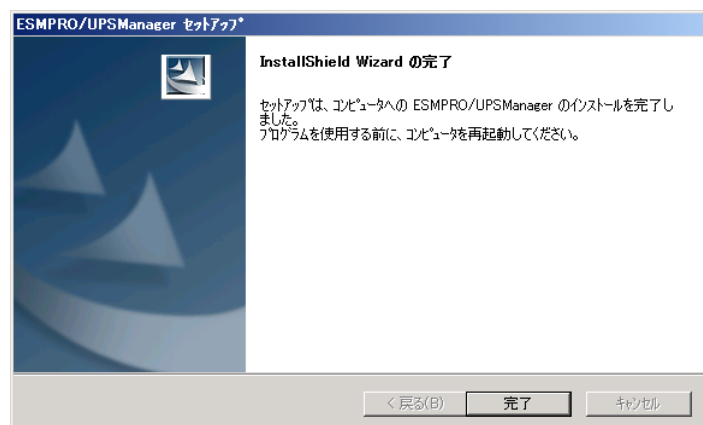 ESMPRO/UPSManager ｾｯﾄｱｯﾌﾟ
InstallShield Wizard の完了
ｾｯﾄｱｯﾌﾟは、ｺﾝﾋﾟｭｰﾀへの ESMPRO/UPSManager のｲﾝｽﾄｰﾙを完了し
ました。
ﾌﾟﾛｸﾞﾗﾑを使用する前に、ｺﾝﾋﾟｭｰﾀを再起動してください。
< 戻る(B) 完了 ｷｬﾝｾﾙ